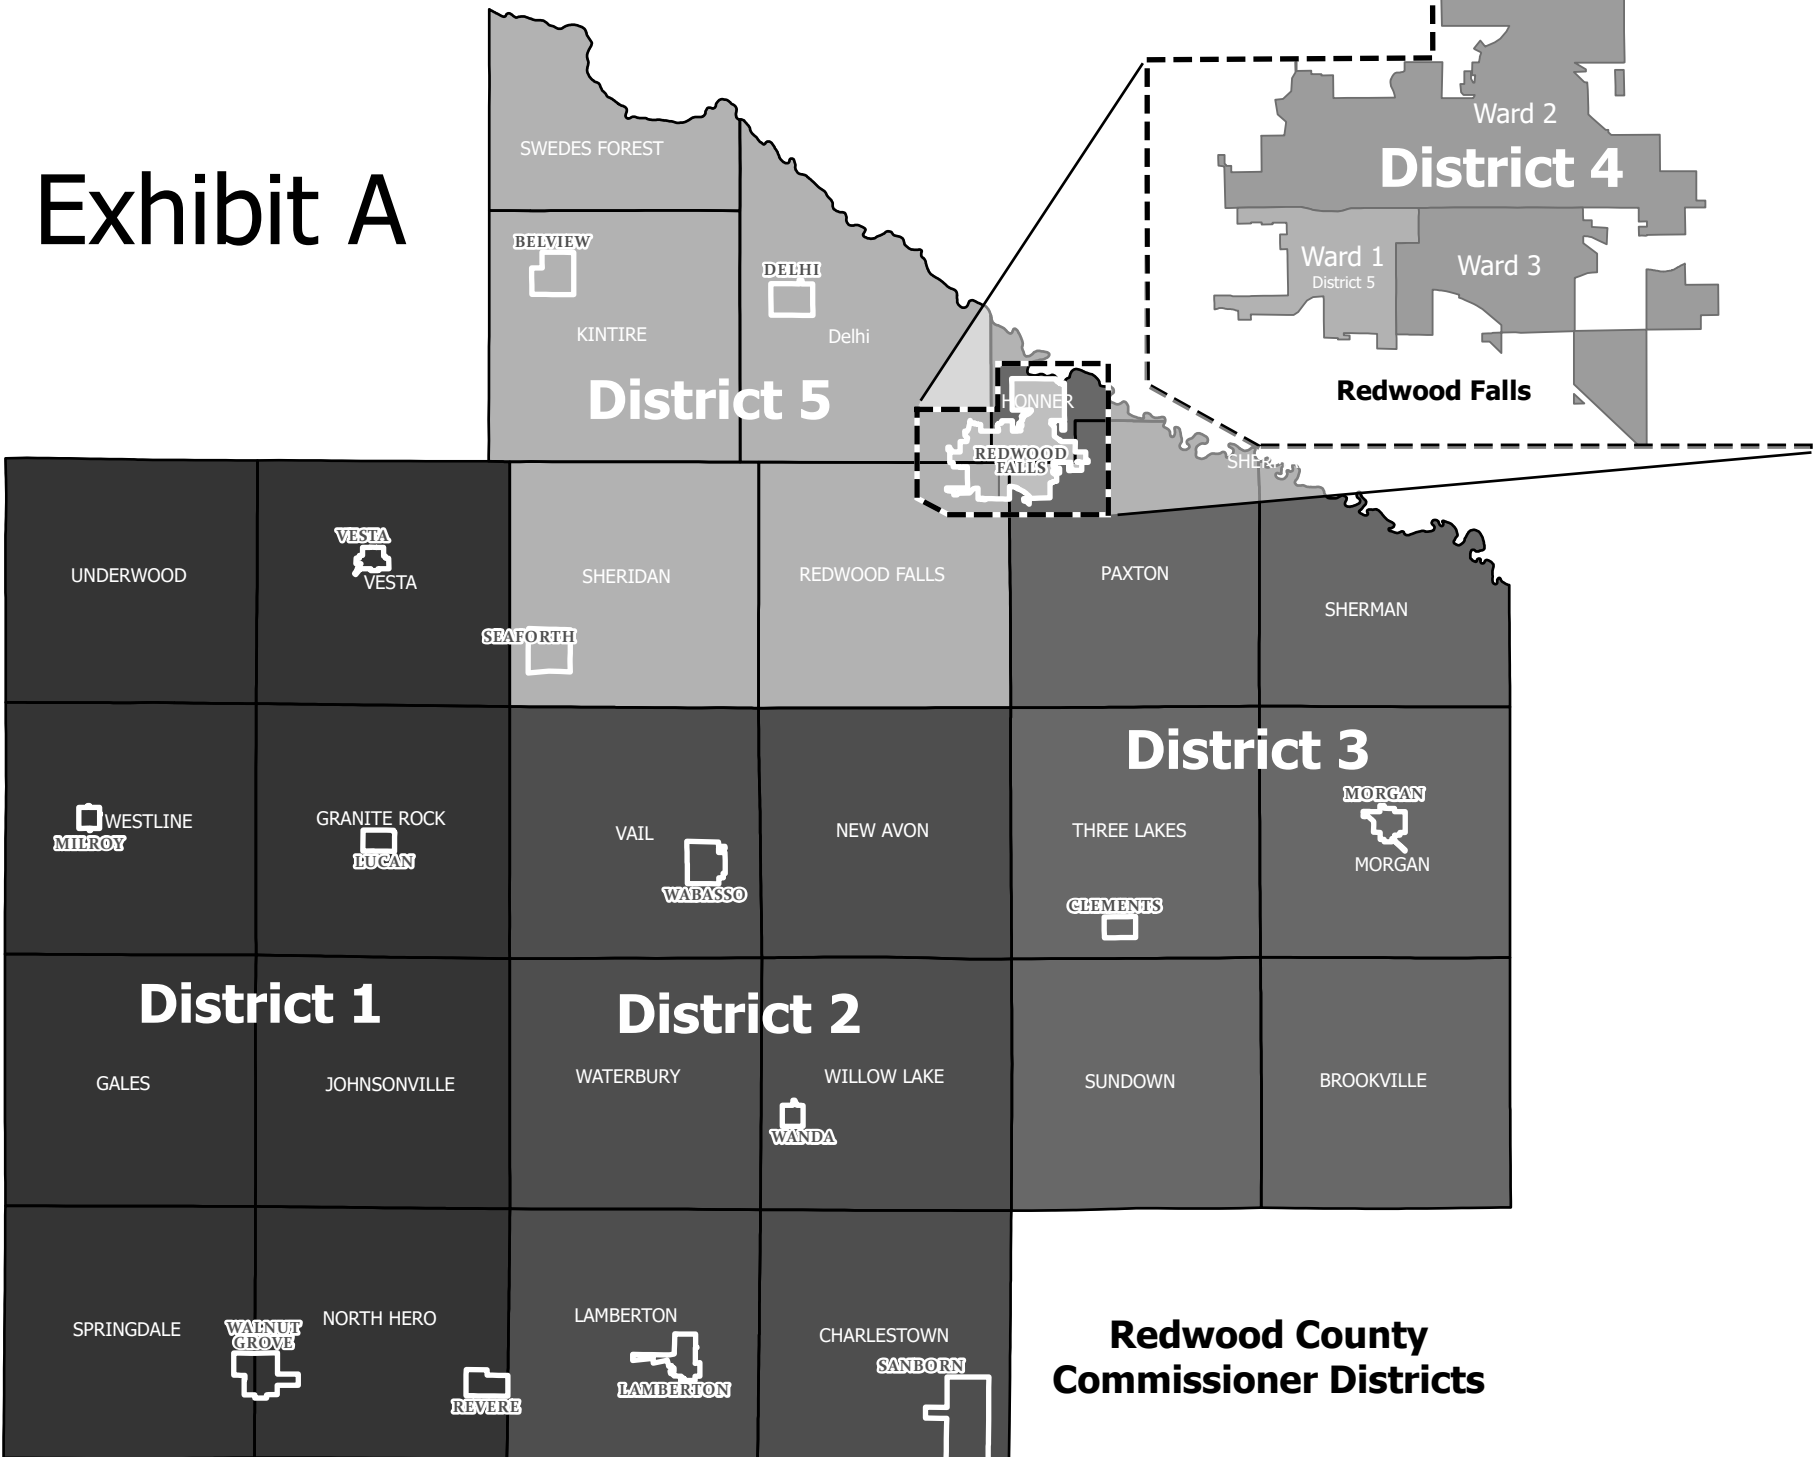 Exhibit A
SWEDES FOREST
BELVIEW
DELHI
KINTIRE
Delhi
District 5
Ward 2
District 4
Ward 1
District 5
Ward 3
Redwood Falls
HONNER
REDWOOD
FALLS
UNDERWOOD
VESTA
VESTA
SHERIDAN
REDWOOD FALLS
PAXTON
SHERMAN
SEAFORTH
District 3
WESTLINE
MILROY
GRANITE ROCK
LUCAN
VAIL
WABASSO
NEW AVON
THREE LAKES
CLEMENTS
MORGAN
MORGAN
District 1
District 2
GALES
JOHNSONVILLE
WATERBURY
WILLOW LAKE
WANDA
SUNDOWN
BROOKVILLE
SPRINGDALE
WALNUT
GROVE
NORTH HERO
REVERE
LAMBERTON
LAMBERTON
CHARLESTOWN
SANBORN
Redwood County
Commissioner Districts